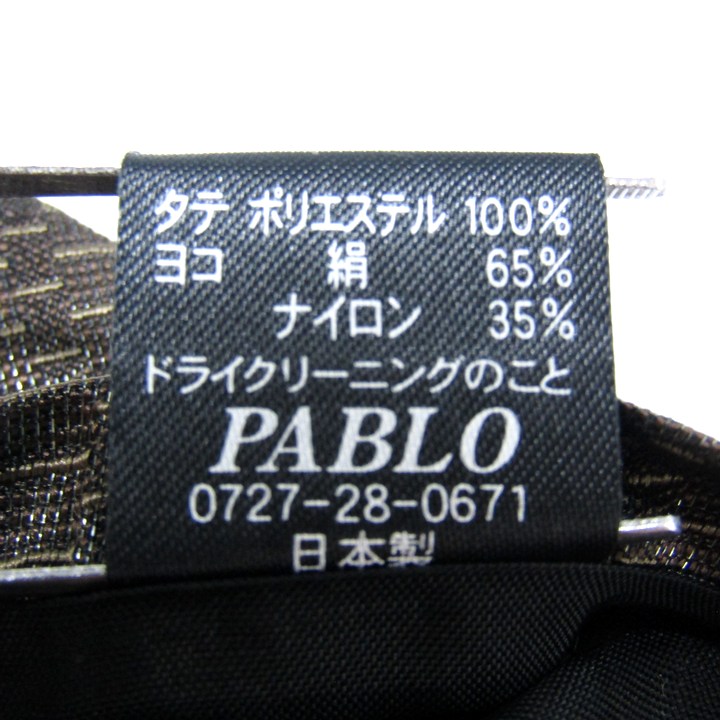 タテ ポリエステル 100%
ヨコ 絹 65%
ナイロン 35%
ドライクリーニングのこと
PABLO
0727-28-0671
日本製